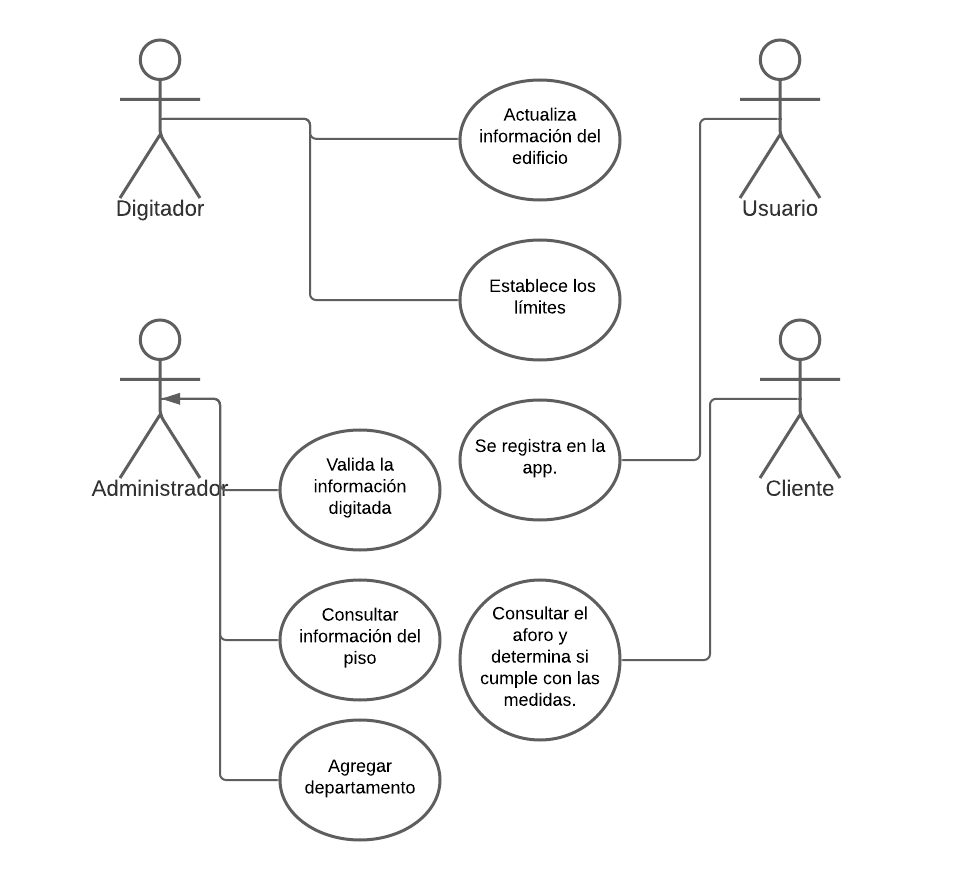 Actualiza
información del
edificio
Digitador
Usuario
Establece los
límites
Se registra en la
app.
Valida la
información
digitada
Administrador
Cliente
Consultar
información del
piso
Consultar el
aforo y
determina si
cumple con las
medidas.
Agregar
departamento